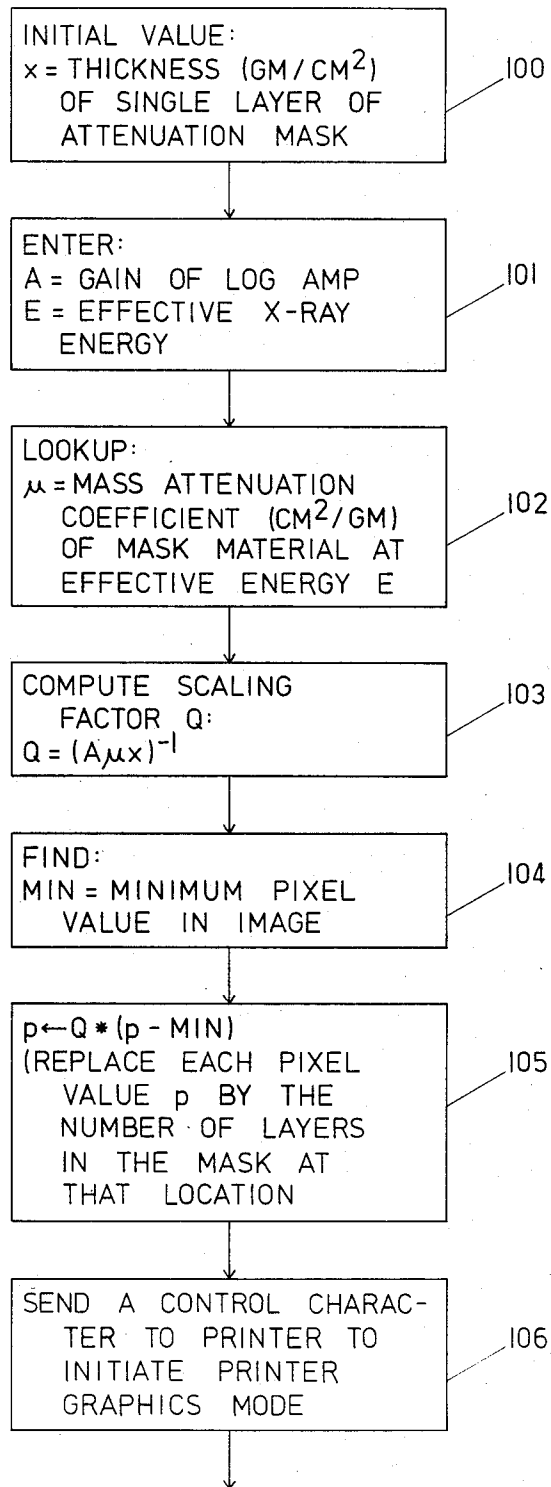 INITIAL VALUE:
x = THICKNESS (GM/CM²)
OF SINGLE LAYER OF
ATTENUATION MASK
100
ENTER:
A = GAIN OF LOG AMP
E = EFFECTIVE X-RAY
ENERGY
101
LOOKUP:
μ = MASS ATTENUATION
COEFFICIENT (CM²/GM)
OF MASK MATERIAL AT
EFFECTIVE ENERGY E
102
COMPUTE SCALING
FACTOR Q:
Q = (Aμx)⁻¹
103
FIND:
MIN = MINIMUM PIXEL
VALUE IN IMAGE
104
p←Q * (p - MIN)
(REPLACE EACH PIXEL
VALUE p BY THE
NUMBER OF LAYERS
IN THE MASK AT
THAT LOCATION
105
SEND A CONTROL CHARAC-
TER TO PRINTER TO
INITIATE PRINTER
GRAPHICS MODE
106